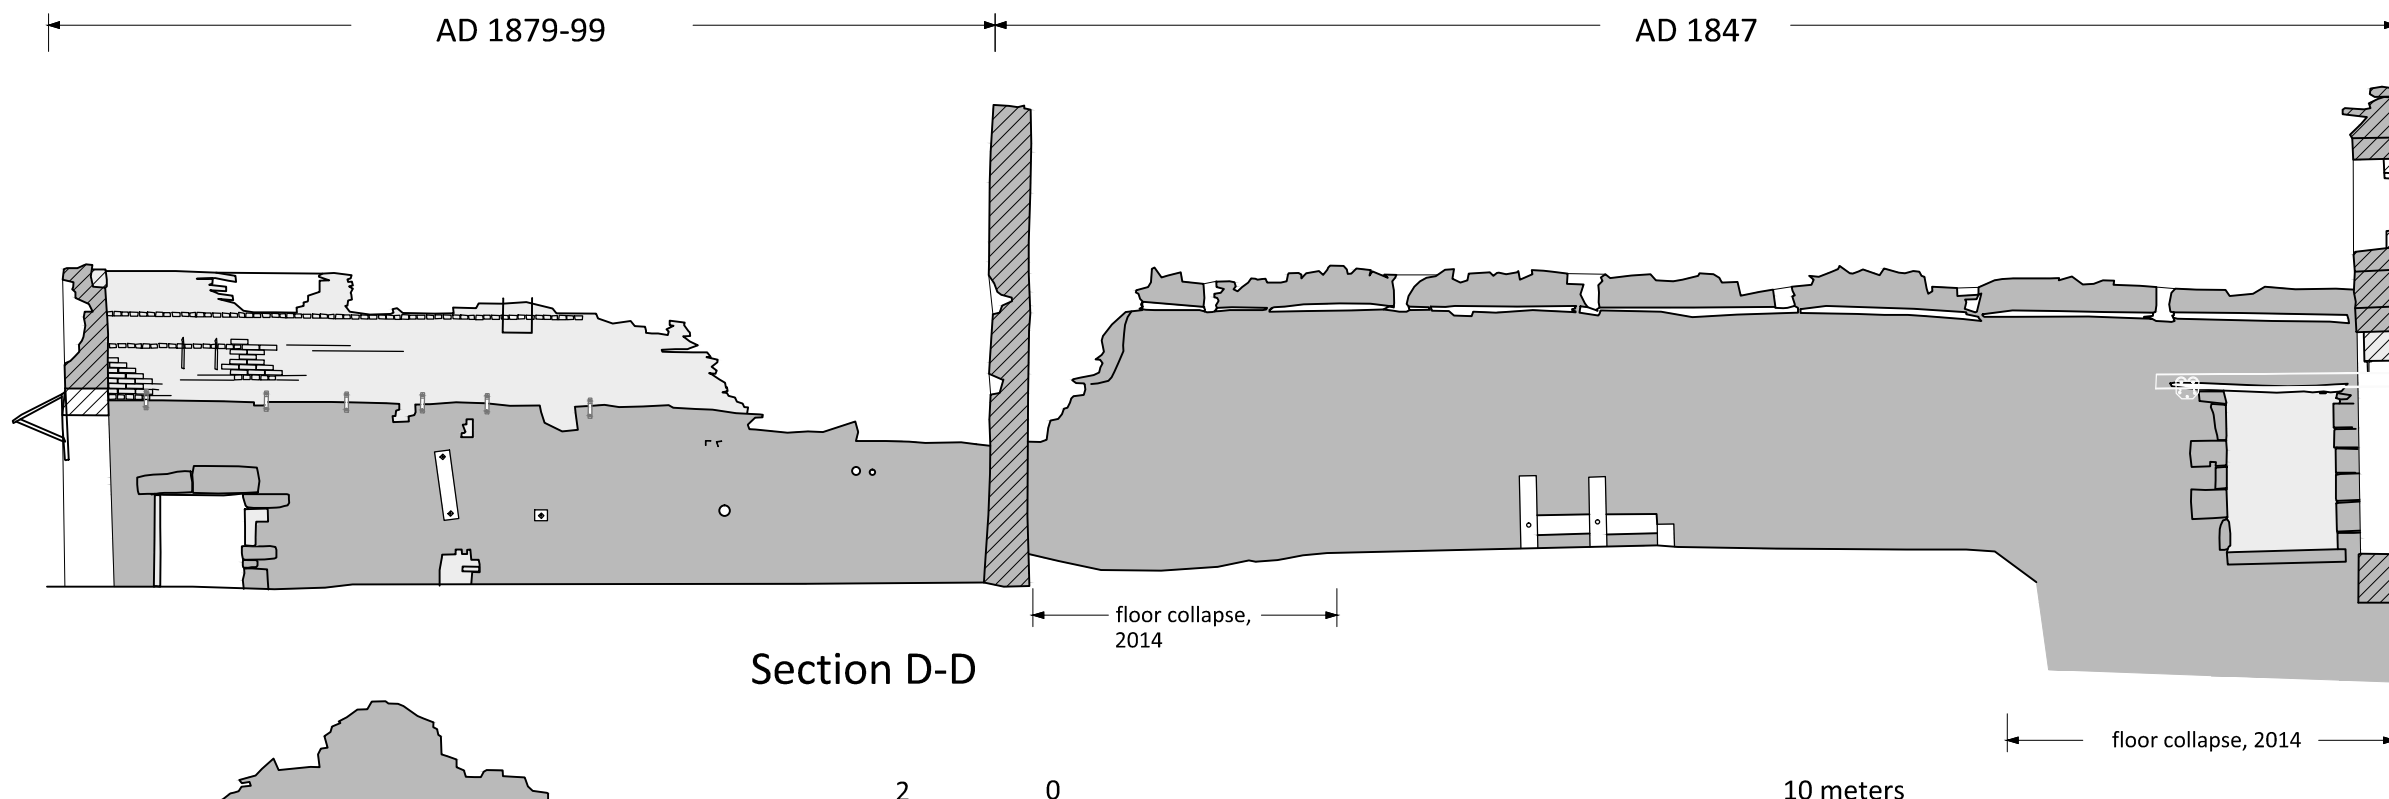 AD 1879-99
AD 1847
floor collapse,
2014
Section D-D
floor collapse, 2014
2 0 10 meters